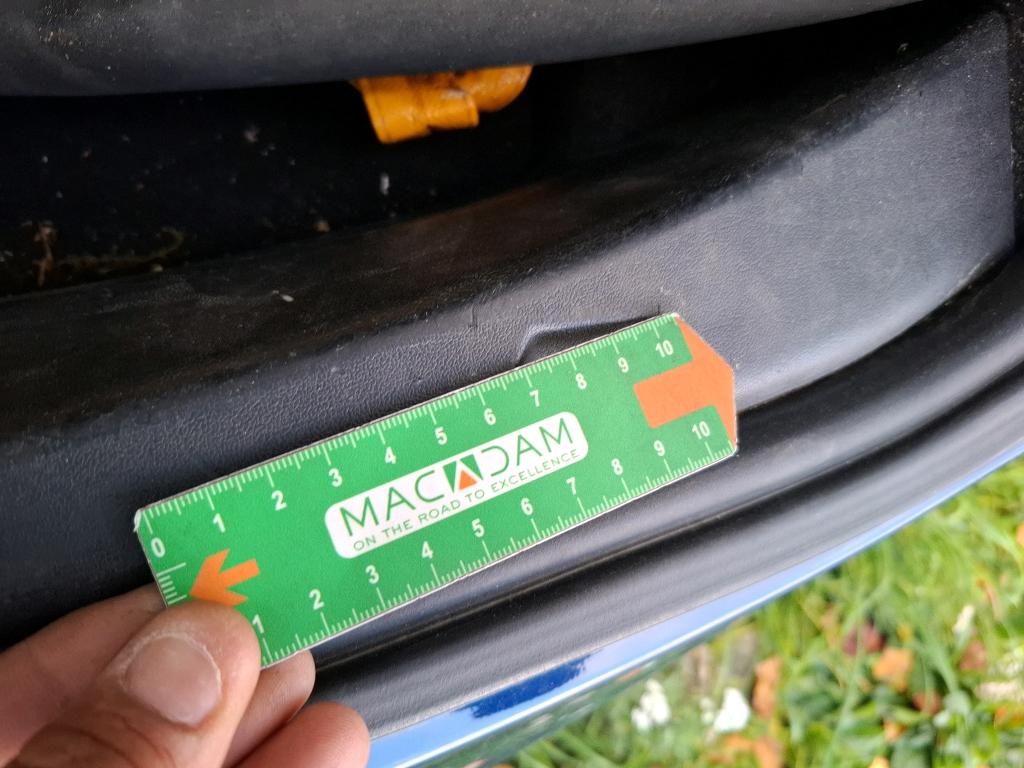 0 1 2 3 4 5 6 7 8 9 10
MACADAM
ON THE ROAD TO EXCELLENCE
1 2 3 4 5 6 7 8 9 10